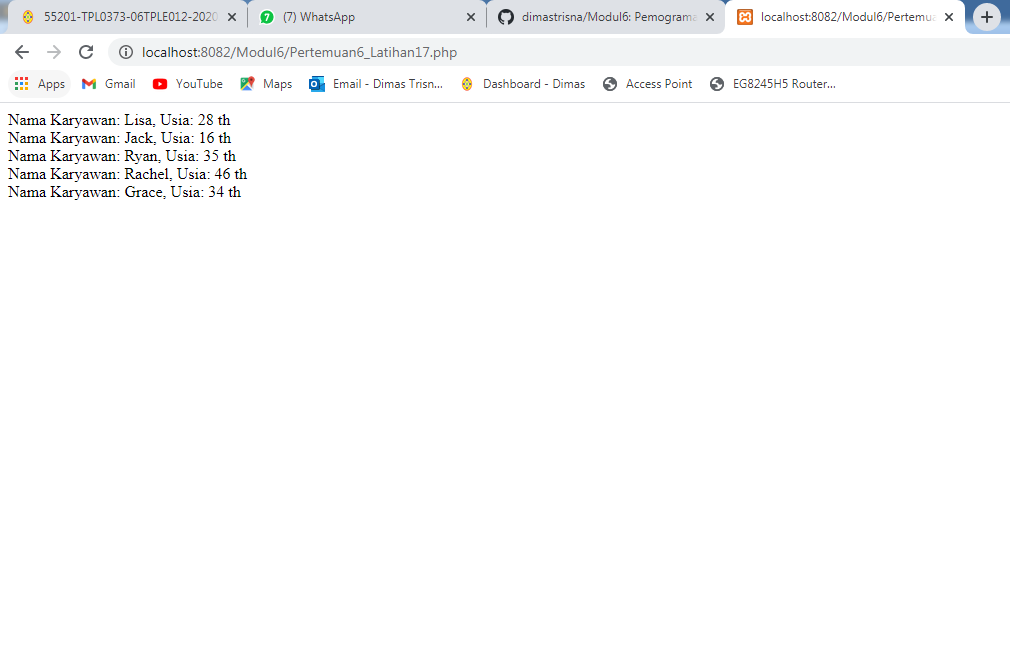 55201-TPL0373-06TPLE012-2020
(7) WhatsApp
dimastrisna/Modul6: Pemograma
localhost:8082/Modul6/Pertemua
localhost:8082/Modul6/Pertemuan6_Latihan17.php
Apps
Gmail
YouTube
Maps
Email - Dimas Trisn...
Dashboard - Dimas
Access Point
EG8245H5 Router...
Nama Karyawan: Lisa, Usia: 28 th
Nama Karyawan: Jack, Usia: 16 th
Nama Karyawan: Ryan, Usia: 35 th
Nama Karyawan: Rachel, Usia: 46 th
Nama Karyawan: Grace, Usia: 34 th